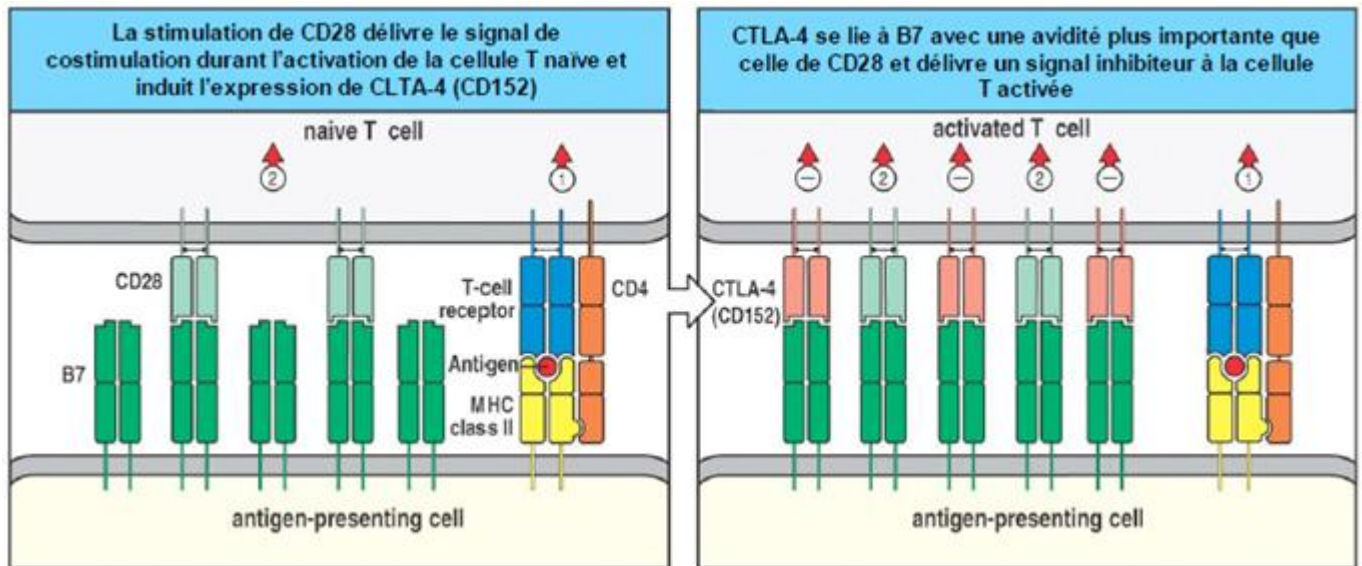 La stimulation de CD28 délivre le signal de
costimulation durant l'activation de la cellule T naïve et
induit l'expression de CLTA-4 (CD152)
naive T cell
2
1
CD28
T-cell
receptor
CD4
B7
Antigen
MHC
class II
antigen-presenting cell
CTLA-4 se lie à B7 avec une avidité plus importante que
celle de CD28 et délivre un signal inhibiteur à la cellule
T activée
activated T cell
−
2
−
2
−
1
CTLA-4
(CD152)
antigen-presenting cell